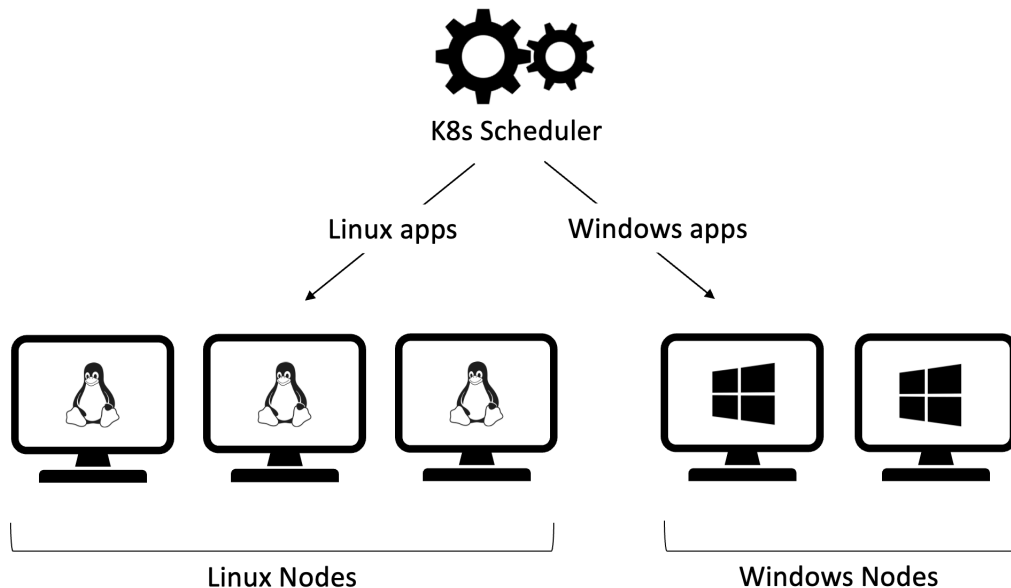 K8s Scheduler
Linux apps
Windows apps
Linux Nodes
Windows Nodes